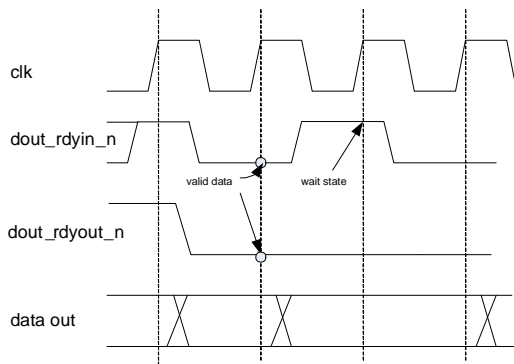 clk
dout_rdyin_n
valid data
wait state
dout_rdyout_n
data out